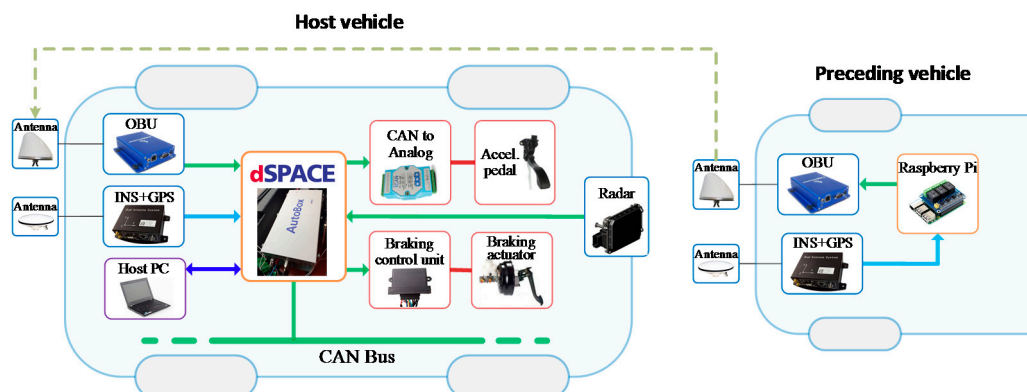 Host vehicle
Preceding vehicle
Antenna
OBU
CAN to
Analog
Accel.
pedal
dSPACE
AutoBox
Antenna
INS+GPS
Radar
Host PC
Braking
control unit
Braking
actuator
CAN Bus
Antenna
OBU
Raspberry Pi
Antenna
INS+GPS